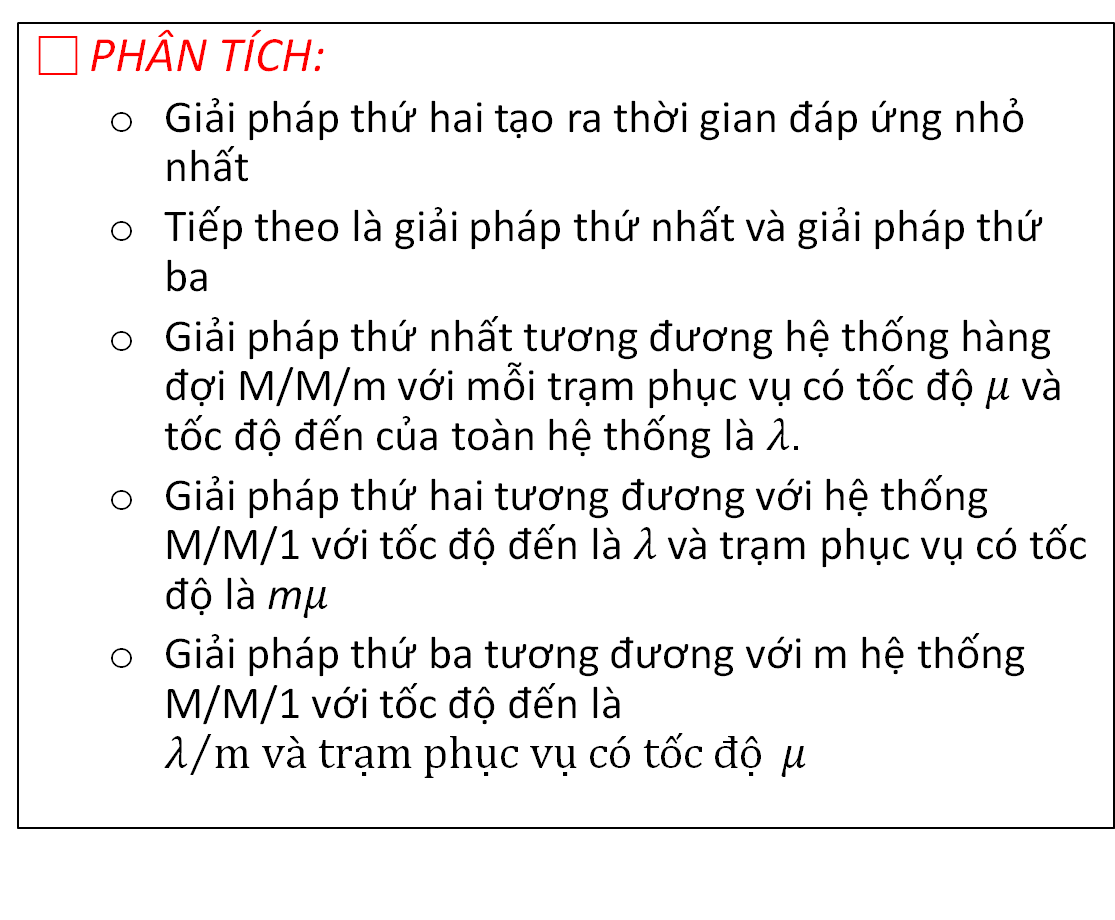 □ PHÂN TÍCH:
o Giải pháp thứ hai tạo ra thời gian đáp ứng nhỏ
nhất
o Tiếp theo là giải pháp thứ nhất và giải pháp thứ
ba
o Giải pháp thứ nhất tương đương hệ thống hàng
đợi M/M/m với mỗi trạm phục vụ có tốc độ 𝜇 và
tốc độ đến của toàn hệ thống là 𝜆.
o Giải pháp thứ hai tương đương với hệ thống
M/M/1 với tốc độ đến là 𝜆 và trạm phục vụ có tốc
độ là m𝜇
o Giải pháp thứ ba tương đương với m hệ thống
M/M/1 với tốc độ đến là
𝜆/m và trạm phục vụ có tốc độ 𝜇